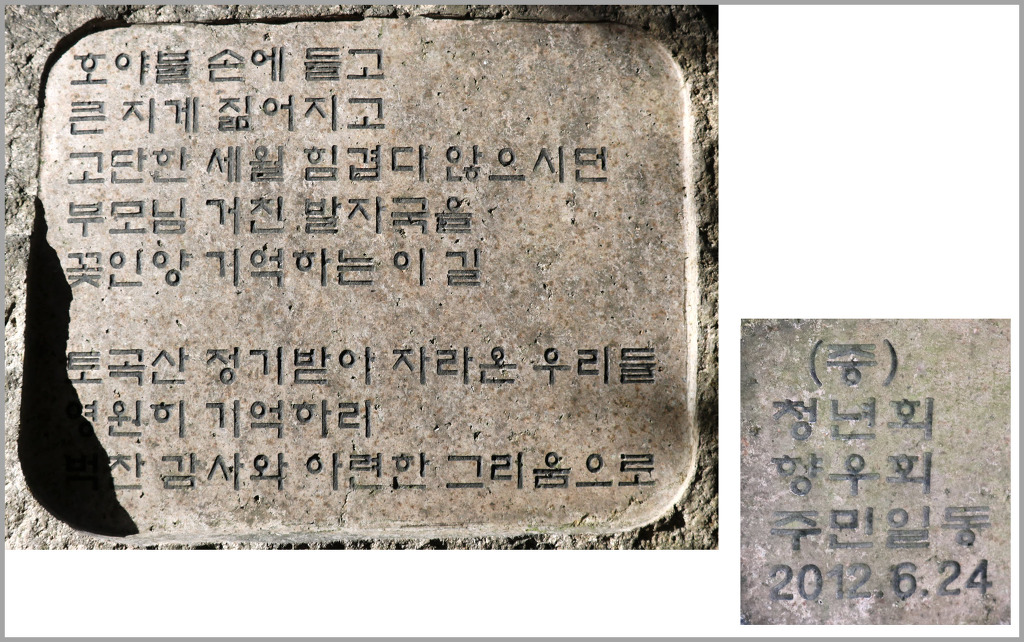 호야불 손에 들고
큰 지게 짊어지고
고단한 세월 힘겹다 않으시던
부모님 거친 발자국을
꽃인양 기억하는 이 길
토곡산 정기받아 자라온 우리들
영원히 기억하리
벅찬 감사와 아련한 그리움으로
(중)
청년회
향우회
주민일동
2012.6.24